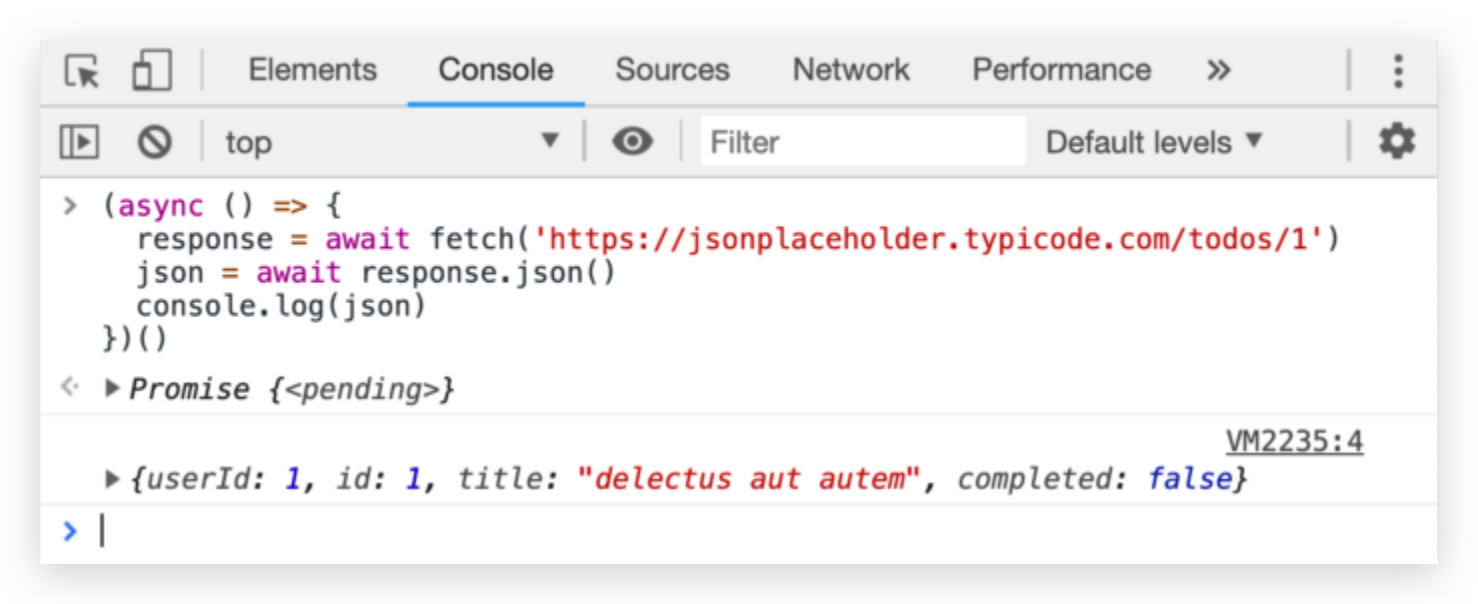 Elements Console Sources Network Performance »
top ▼ Filter Default levels ▼
> (async () => {
  response = await fetch('https://jsonplaceholder.typicode.com/todos/1')
  json = await response.json()
  console.log(json)
})()
Promise {<pending>}
VM2235:4
{userId: 1, id: 1, title: "delectus aut autem", completed: false}
>